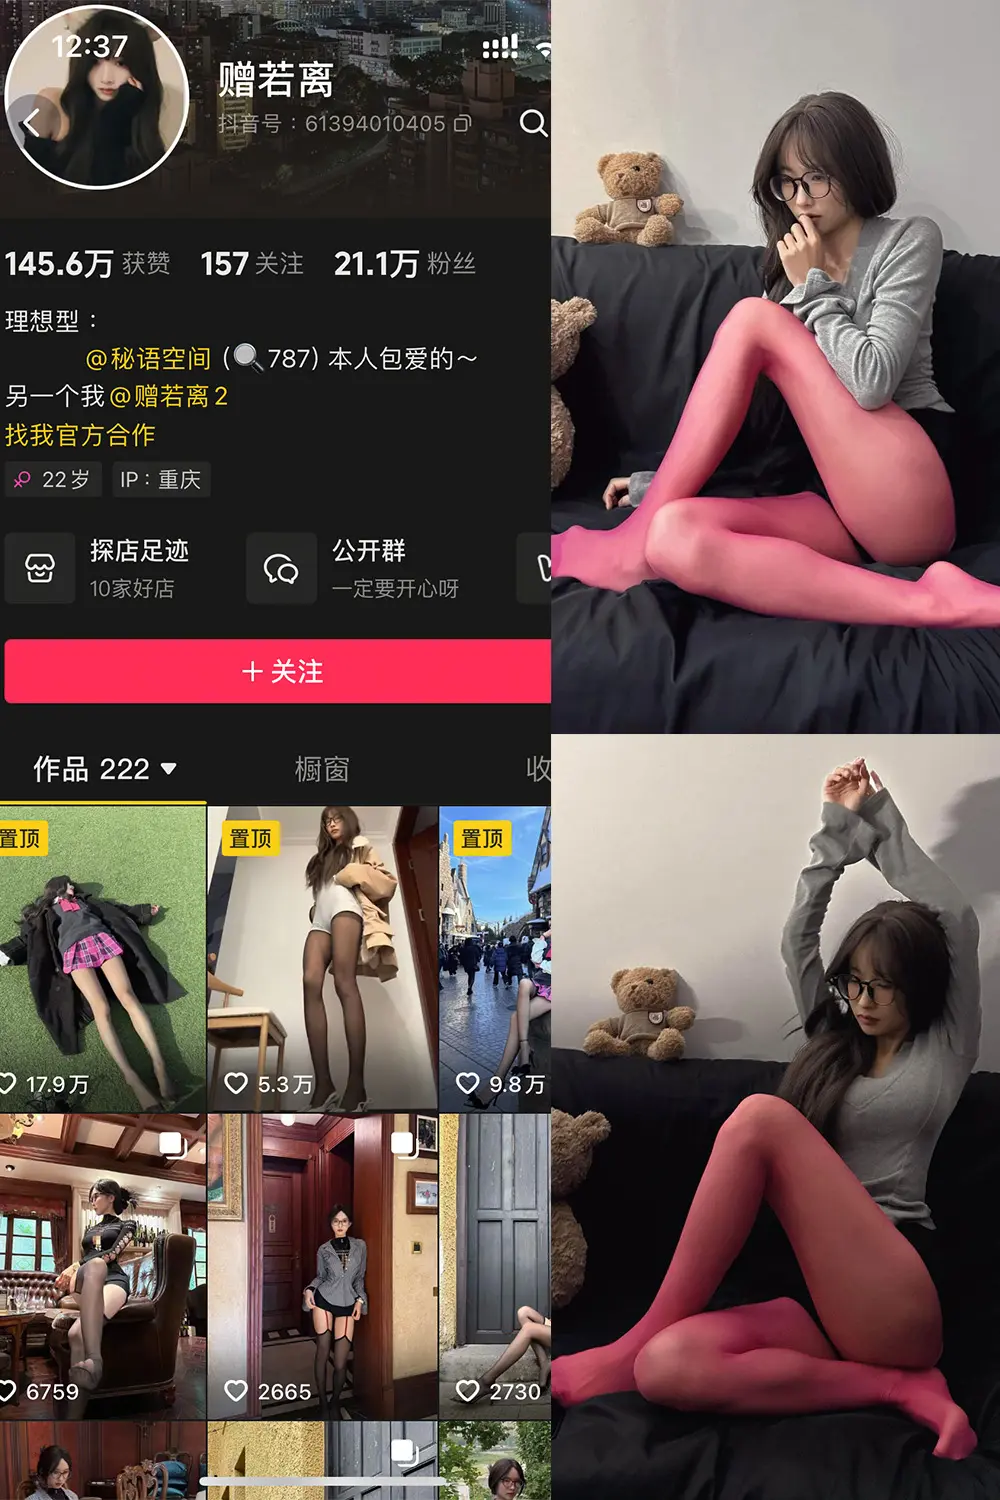 12:37
赠若离
抖音号：61394010405
145.6万 获赞 157 关注 21.1万 粉丝
理想型：
@秘语空间 (🔍787) 本人包爱的～
另一个我@赠若离2
找我官方合作
22岁 IP：重庆
探店足迹
10家好店
公开群
一定要开心呀
+ 关注
作品 222 ▼ 橱窗 收
置顶 置顶 置顶
17.9万 5.3万 9.8万
6759 2665 2730